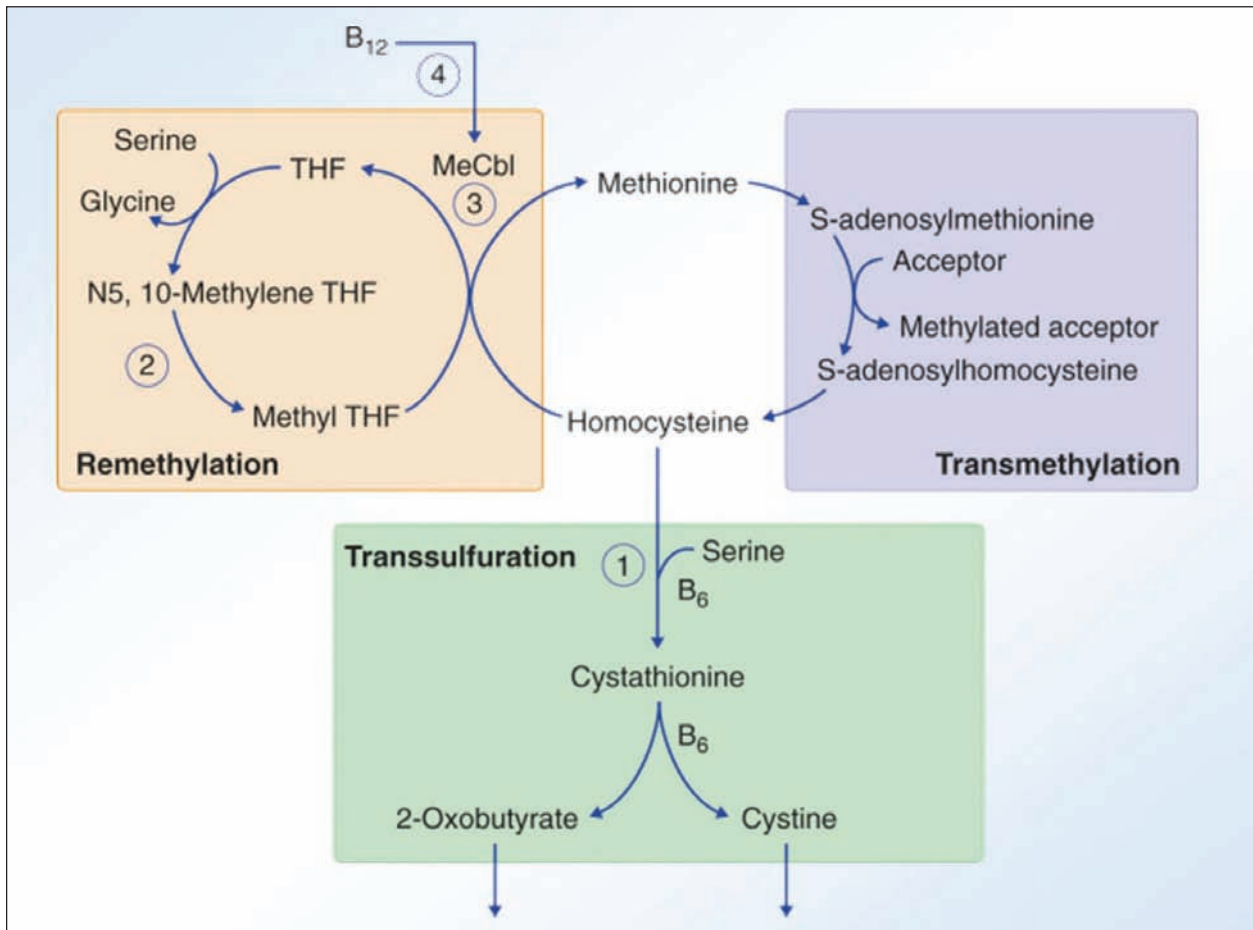 B12
4
Serine
THF
MeCbl
3
Methionine
Glycine
S-adenosylmethionine
Acceptor
N5, 10-Methylene THF
Methylated acceptor
2
S-adenosylhomocysteine
Methyl THF
Homocysteine
Remethylation
Transmethylation
Transsulfuration
1
Serine
B6
Cystathionine
B6
2-Oxobutyrate
Cystine